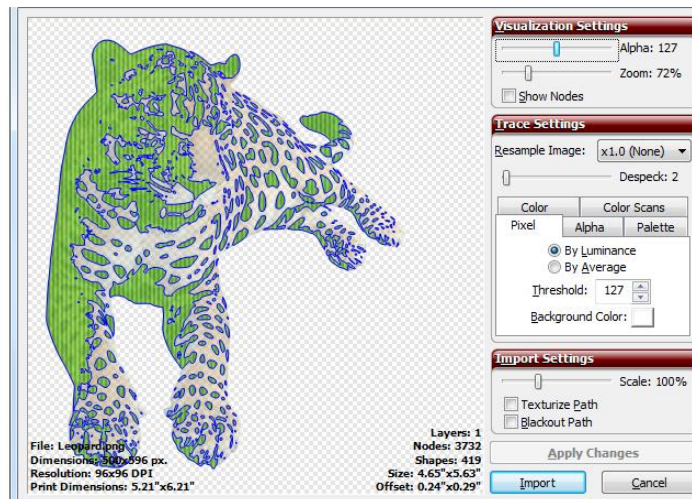 Visualization Settings
Alpha: 127
Zoom: 72%
Show Nodes
Trace Settings
Resample Image: x1.0 (None)
Despeck: 2
Color Color Scans
Pixel Alpha Palette
By Luminance
By Average
Threshold: 127
Background Color:
Import Settings
Scale: 100%
Texturize Path
Blackout Path
Apply Changes
Import Cancel
File: Leopard.png
Dimensions: 500x596 px.
Resolution: 96x96 DPI
Print Dimensions: 5.21"x6.21"
Layers: 1
Nodes: 3732
Shapes: 419
Size: 4.65"x5.63"
Offset: 0.24"x0.29"